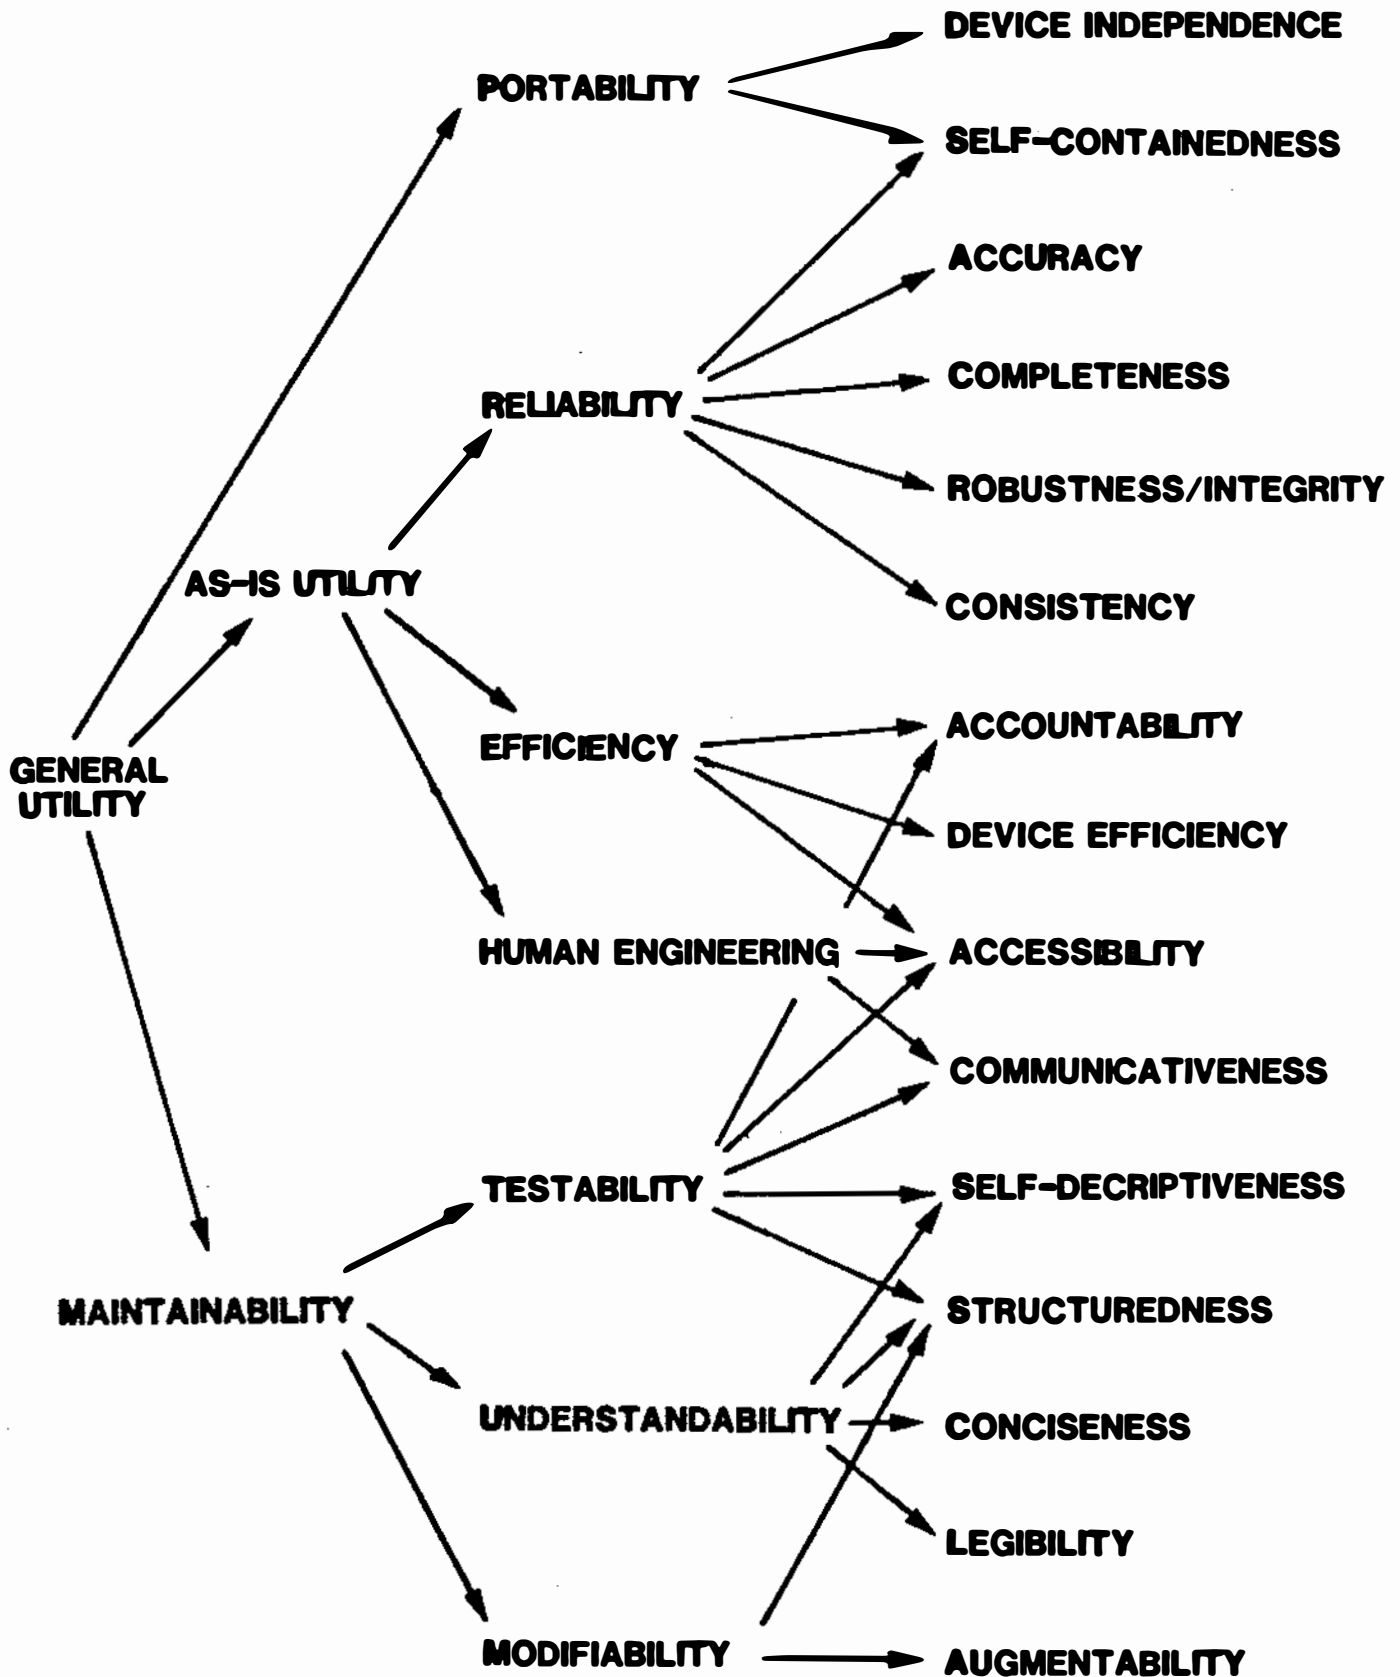 DEVICE INDEPENDENCE
PORTABILITY
SELF-CONTAINEDNESS
ACCURACY
COMPLETENESS
RELIABILITY
ROBUSTNESS/INTEGRITY
AS-IS UTILITY
CONSISTENCY
ACCOUNTABILITY
EFFICIENCY
GENERAL
UTILITY
DEVICE EFFICIENCY
HUMAN ENGINEERING
ACCESSIBILITY
COMMUNICATIVENESS
TESTABILITY
SELF-DECRIPTIVENESS
MAINTAINABILITY
STRUCTUREDNESS
UNDERSTANDABILITY
CONCISENESS
LEGIBILITY
MODIFIABILITY
AUGMENTABILITY